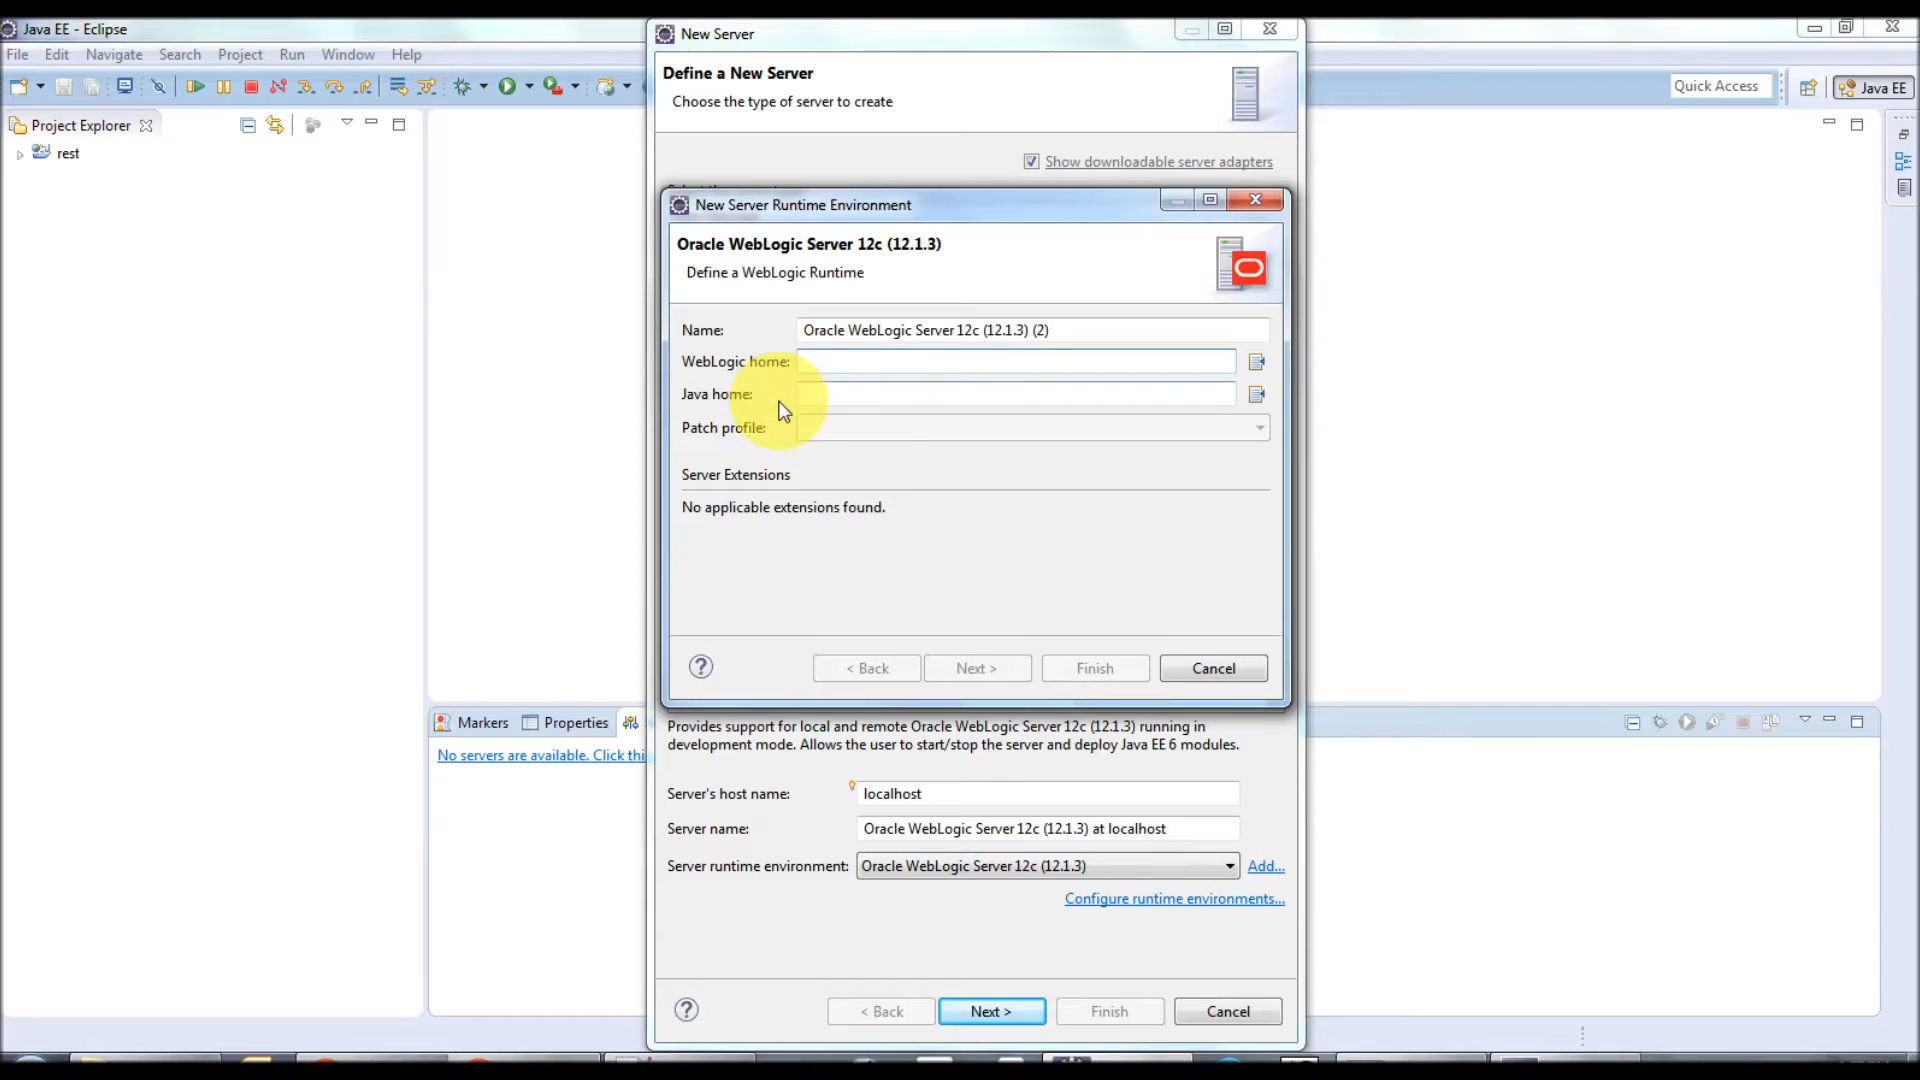 Java EE - Eclipse
File Edit Navigate Search Project Run Window Help
Quick Access
Java EE
Project Explorer
rest
New Server
Define a New Server
Choose the type of server to create
Show downloadable server adapters
New Server Runtime Environment
Oracle WebLogic Server 12c (12.1.3)
Define a WebLogic Runtime
Name: Oracle WebLogic Server 12c (12.1.3) (2)
WebLogic home:
Java home:
Patch profile:
Server Extensions
No applicable extensions found.
< Back Next > Finish Cancel
Markers Properties
No servers are available. Click thi
Provides support for local and remote Oracle WebLogic Server 12c (12.1.3) running in
development mode. Allows the user to start/stop the server and deploy Java EE 6 modules.
Server's host name: localhost
Server name: Oracle WebLogic Server 12c (12.1.3) at localhost
Server runtime environment: Oracle WebLogic Server 12c (12.1.3) Add...
Configure runtime environments...
< Back Next > Finish Cancel